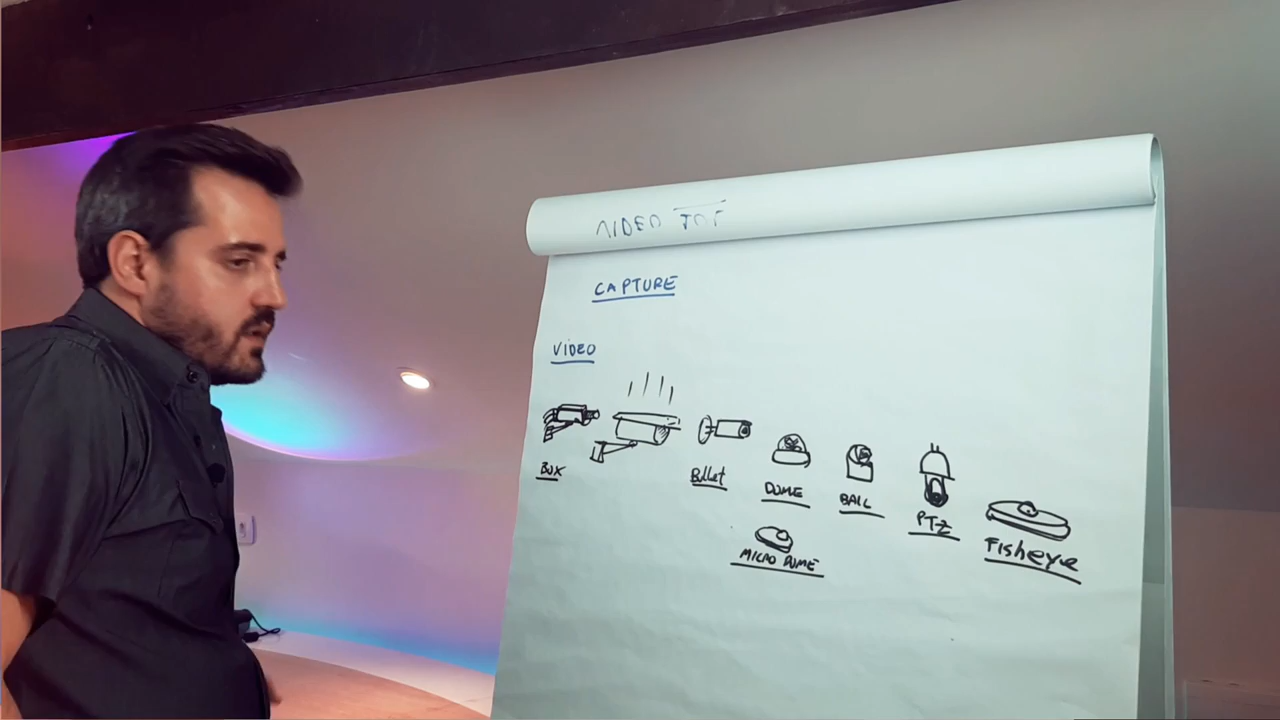 VIDEO
CAPTURE
VIDEO
BOX
Bullet
DOME
BALL
PTZ
Fisheye
MICRO DOME